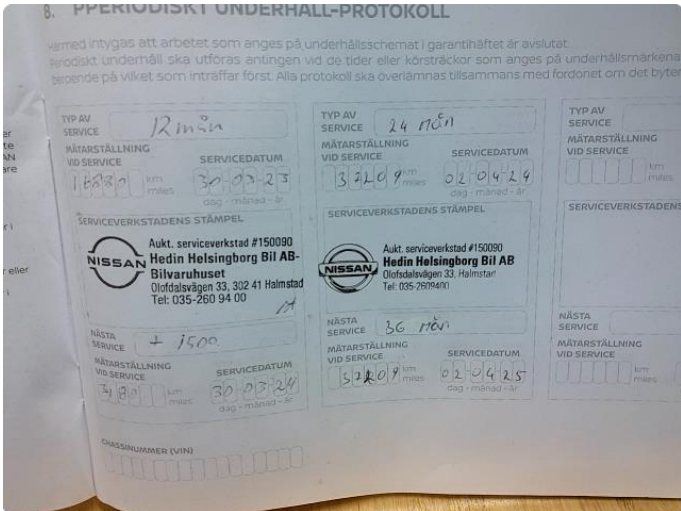 8. PPERIODISKT UNDERHÅLL-PROTOKOLL
Härmed intygas att arbetet som anges på underhållsschemat i garantihäftet är avslutat.
Periodiskt underhåll ska utföras antingen vid de tider eller körsträckor som anges på underhållsmärkena
beroende på vilket som inträffar först. Alla protokoll ska överlämnas tillsammans med fordonet om det byter
TYP AV
SERVICE 12 mån
MÄTARSTÄLLNING
VID SERVICE
SERVICEDATUM
km
miles
30 03 23
dag - månad - år
SERVICEVERKSTADENS STÄMPEL
NISSAN
Aukt. serviceverkstad #150090
Hedin Helsingborg Bil AB-
Bilvaruhuset
Olofdalsvägen 33, 302 41 Halmstad
Tel: 035-260 94 00
NÄSTA
SERVICE + 1500
MÄTARSTÄLLNING
VID SERVICE
SERVICEDATUM
3180 km
miles
30 03 24
dag - månad - år
CHASSINUMMER (VIN)
TYP AV
SERVICE 24 mån
MÄTARSTÄLLNING
VID SERVICE
SERVICEDATUM
32209 km
miles
02 04 24
dag - månad - år
SERVICEVERKSTADENS STÄMPEL
NISSAN
Aukt. serviceverkstad #150090
Hedin Helsingborg Bil AB
Olofsdalsvägen 33, Halmstad
Tel: 035-2609400
NÄSTA
SERVICE 36 mån
MÄTARSTÄLLNING
VID SERVICE
SERVICEDATUM
32209 km
miles
02 04 25
dag - månad - år
TYP AV
SERVICE
MÄTARSTÄLLNING
VID SERVICE
km
miles
SERVICEVERKSTADENS
NÄSTA
SERVICE
MÄTARSTÄLLNING
VID SERVICE
km
miles